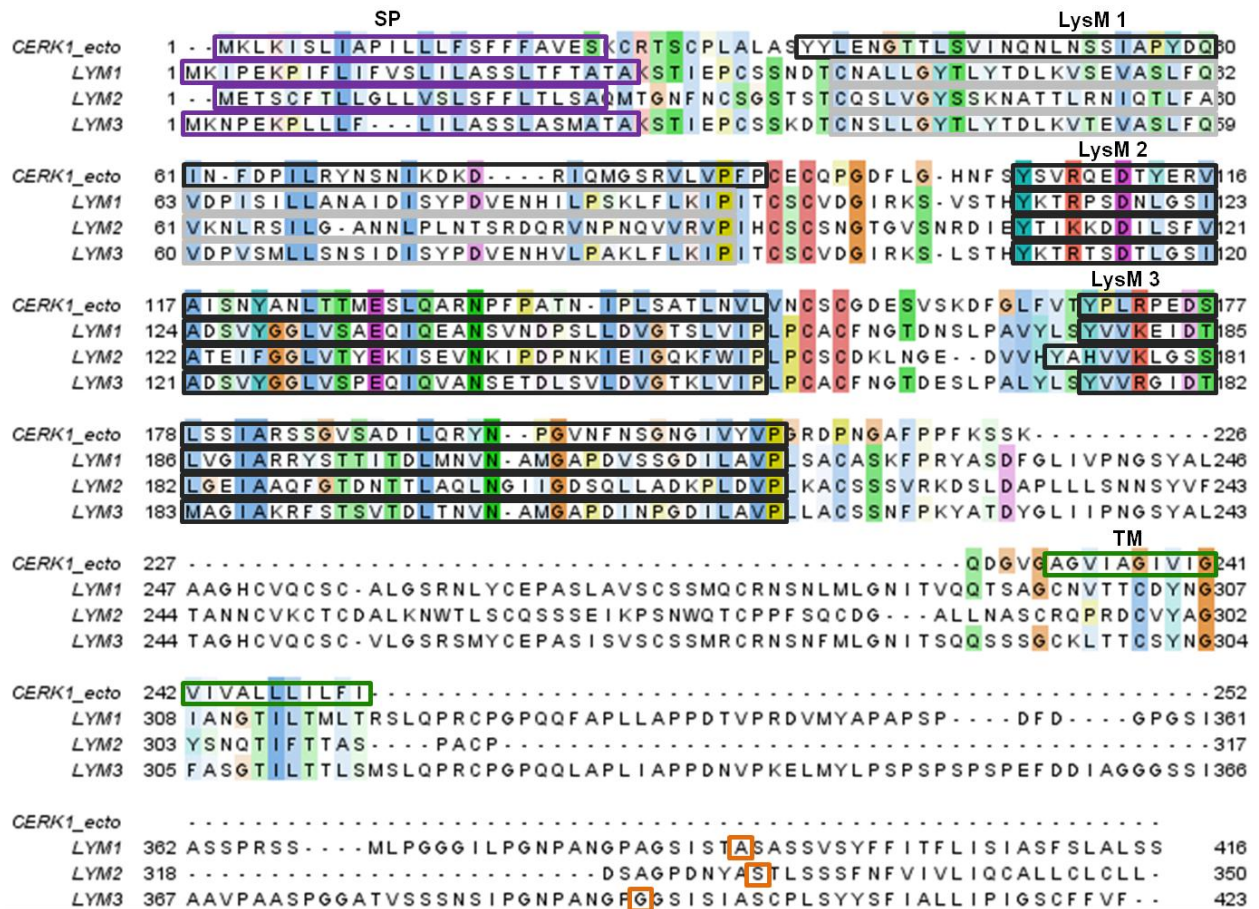 SP LysM 1
CERK1_ecto 1 --MKLKISLIAPILLLFSFFFAVESKCRTSCPLALASYYLENGTTLSVINQNLNSSIAPYDQ 60
LYM1 1 MKIPEKPIFLIFVSLILASSLTFTATAKSTIEPCSSNDTCNALLGYTLYTDLKVSEVASLFQ 62
LYM2 1 --METSCFTLLGLLVSLSFFLTLSAQMTGNFNCSGSTSTCQSLVGYSSKNATTLRNIQTLFA 60
LYM3 1 MKNPEKPLLLF---LILASSLASMATAKSTIEPCSSKDTCNSLLGYTLYTDLKVTEVASLFQ 59
LysM 2
CERK1_ecto 61 IN-FDPILRYNSNIKDKD----RIQMGSRVLVPFPCECQPGDFLG-HNFSYSVRQEDTYERV 116
LYM1 63 VDPISILLANAIDISYPDVENHILPSKLFLKIPITCSCVDGIRKS-VSTHYKTRPSDNLGSI 123
LYM2 61 VKNLRSILG-ANNLPLNTSRDQRVNPNQVVRVPIHCSCSNGTGVSNRDIEYTIKKDDILSFV 121
LYM3 60 VDPVSMLLSNSIDISYPDVENHVLPAKLFLKIPITCSCVDGIRKS-LSTHYKTRTSDTLGSI 120
LysM 3
CERK1_ecto 117 AISNYANLTTMESLQARNPFPATN-IPLSATLNVLVNCSCGDESVSKDFGLFVTYPLRPEDS 177
LYM1 124 ADSVYGGLVSAEQIQEANSVNDPSLLDVGTSLVIPLPCACFNGTDNSLPAVYLSYVVKEIDT 185
LYM2 122 ATEIFGGLVTYEKISEVNKIPDPNKIEIGQKFWIPLPCSCDKLNGE--DVVHYAHVVKLGSS 181
LYM3 121 ADSVYGGLVSPEQIQVANSETDLSVLDVGTKLVIPLPCACFNGTDESLPALYLSYVVRGIDT 182
CERK1_ecto 178 LSSIARSSGVSADILQRYN--PGVNFNSGNGIVYVPGRDPNGAFPPFKSSK----------- 226
LYM1 186 LVGIARRYSTTITDLMNVN-AMGAPDVSSGDILAVPLSACASKFPRYASDFGLIVPNGSYAL 246
LYM2 182 LGEIAAQFGTDNTTLAQLNGIIGDSQLLADKPLDVPLKACSSSVRKDSLDAPLLLSNNSYVF 243
LYM3 183 MAGIAKRFSTSVTDLTNVN-AMGAPDINPGDILAVPLLACSSNFPKYATDYGLIIPNGSYAL 243
TM
CERK1_ecto 227 -----------------------------------------------QDGVGAGVIAGIVIG 241
LYM1 247 AAGHCVQCSC-ALGSRNLYCEPASLAVSCSSMQCRNSNLMLGNITVQQTSAGCNVTTCDYNG 307
LYM2 244 TANNCVKCTCDALKNWTLSCQSSSEIKPSNWQTCPPFSQCDG---ALLNASCRQPRDCVYAG 302
LYM3 244 TAGHCVQCSC-VLGSRSMYCEPASISVSCSSMRCRNSNFMLGNITSQQSSSGCKLTTCSYNG 304
CERK1_ecto 242 VIVALLLILFI--------------------------------------------------- 252
LYM1 308 IANGTILTMLTRSLQPRCPGPQQFAPLLAPPDTVPRDVMYAPAPSP----DFD---GPGSI 361
LYM2 303 YSNQTIFTTAS----PACP------------------------------------------- 317
LYM3 305 FASGTILTTLSMSLQPRCPGPQQLAPLIAPPDNVPKELMYLPSPSPSPSPEFDDIAGGGSSI 366
CERK1_ecto ----------------------------------------------------------
LYM1 362 ASSPRSS----MLPGGGILPGNPANGPAGSISTASASSVSYFFITFLISIASFSLALSS 416
LYM2 318 -------------------------DSAGPDNYASTLSSSFNFVIVLIQCALLCLCLL- 350
LYM3 367 AAVPAASPGGATVSSSNSIPGNPANGPGGSISIASCPLSYYSFIALLIPIGSCFFVF-- 423